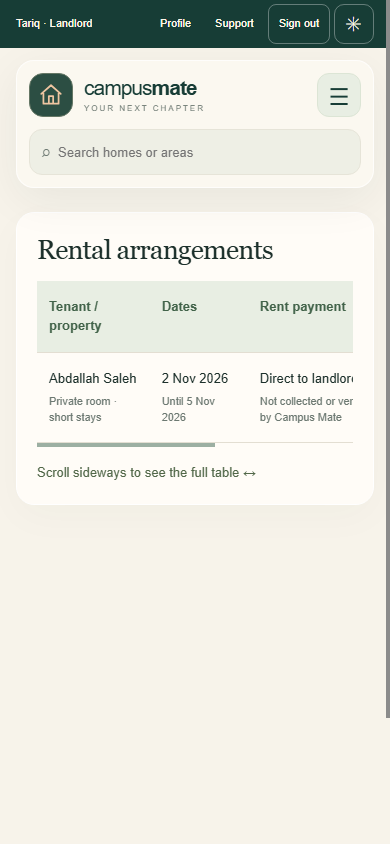 Tariq · Landlord
Profile
Support
Sign out
campusmate
YOUR NEXT CHAPTER
Search homes or areas
Rental arrangements
Tenant / property
Dates
Rent payment
Abdallah Saleh
2 Nov 2026
Direct to
Private room · short stays
Until 5 Nov 2026
Not collected or
by Campus Mate
Scroll sideways to see the full table ↔